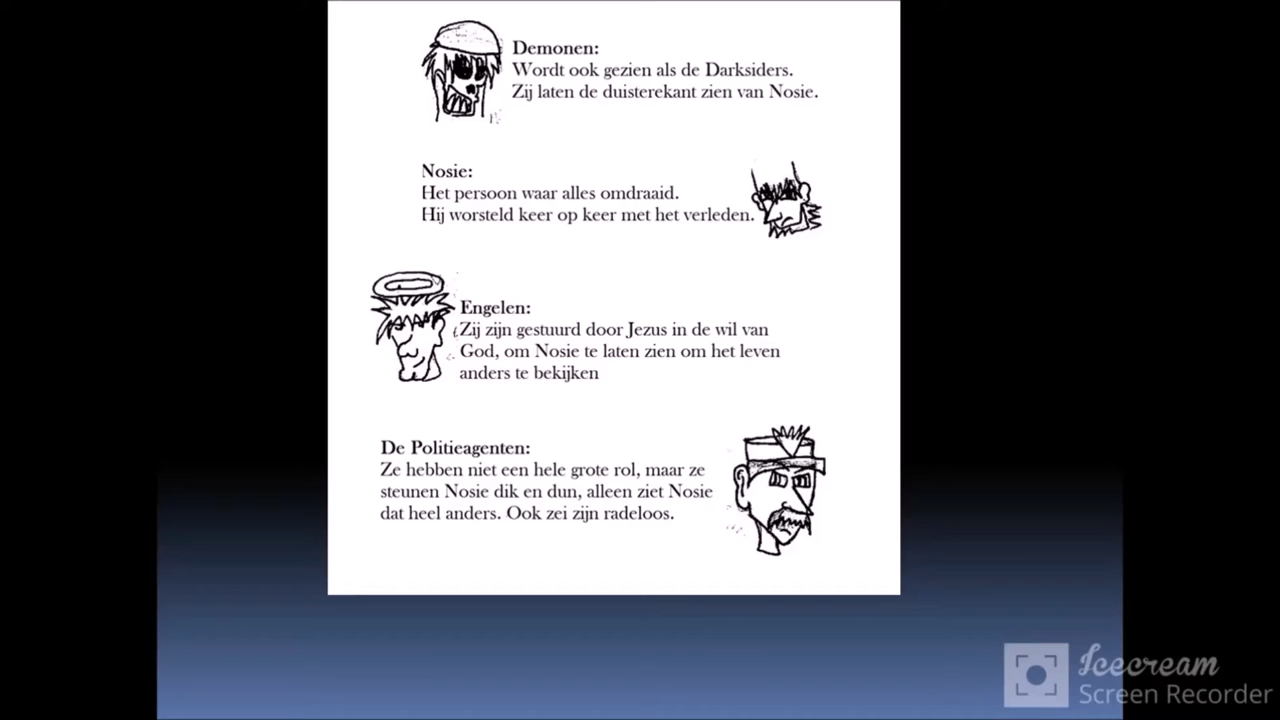 Demonen:
Wordt ook gezien als de Darksiders.
Zij laten de duisterekant zien van Nosie.
Nosie:
Het persoon waar alles omdraaid.
Hij worsteld keer op keer met het verleden.
Engelen:
Zij zijn gestuurd door Jezus in de wil van
God, om Nosie te laten zien om het leven
anders te bekijken
De Politieagenten:
Ze hebben niet een hele grote rol, maar ze
steunen Nosie dik en dun, alleen ziet Nosie
dat heel anders. Ook zei zijn radeloos.
Icecream
Screen Recorder